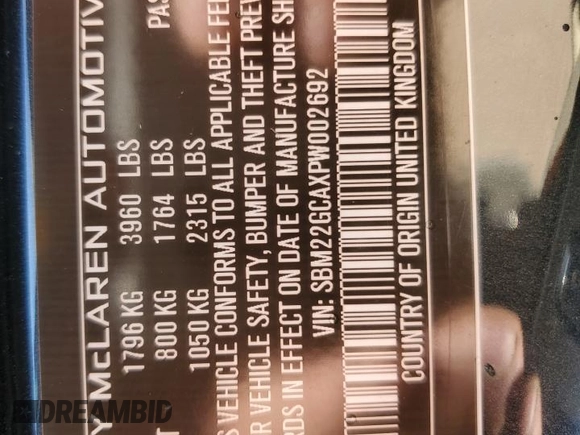 Y McLAREN AUTOMOTIV
1796 KG 3960 LBS
800 KG 1764 LBS PAS
1050 KG 2315 LBS
S VEHICLE CONFORMS TO ALL APPLICABLE FE
R VEHICLE SAFETY, BUMPER AND THEFT PREV
RDS IN EFFECT ON DATE OF MANUFACTURE SH
VIN: SBM22GCAXPW002692
COUNTRY OF ORIGIN UNITED KINGDOM
DREAMBID